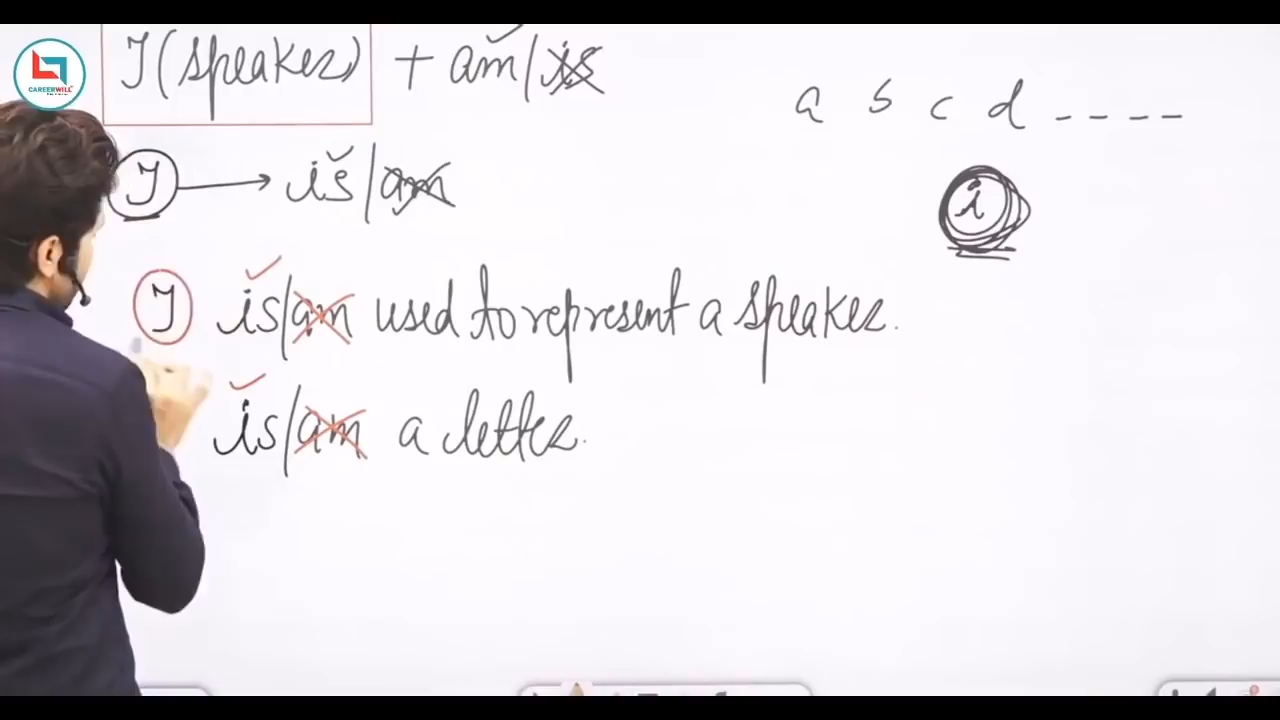 CAREERWILL
I (speaker) + am/is
a b c d ----
I → is/am
i
I is/am used to represent a speaker.
is/am a letter.